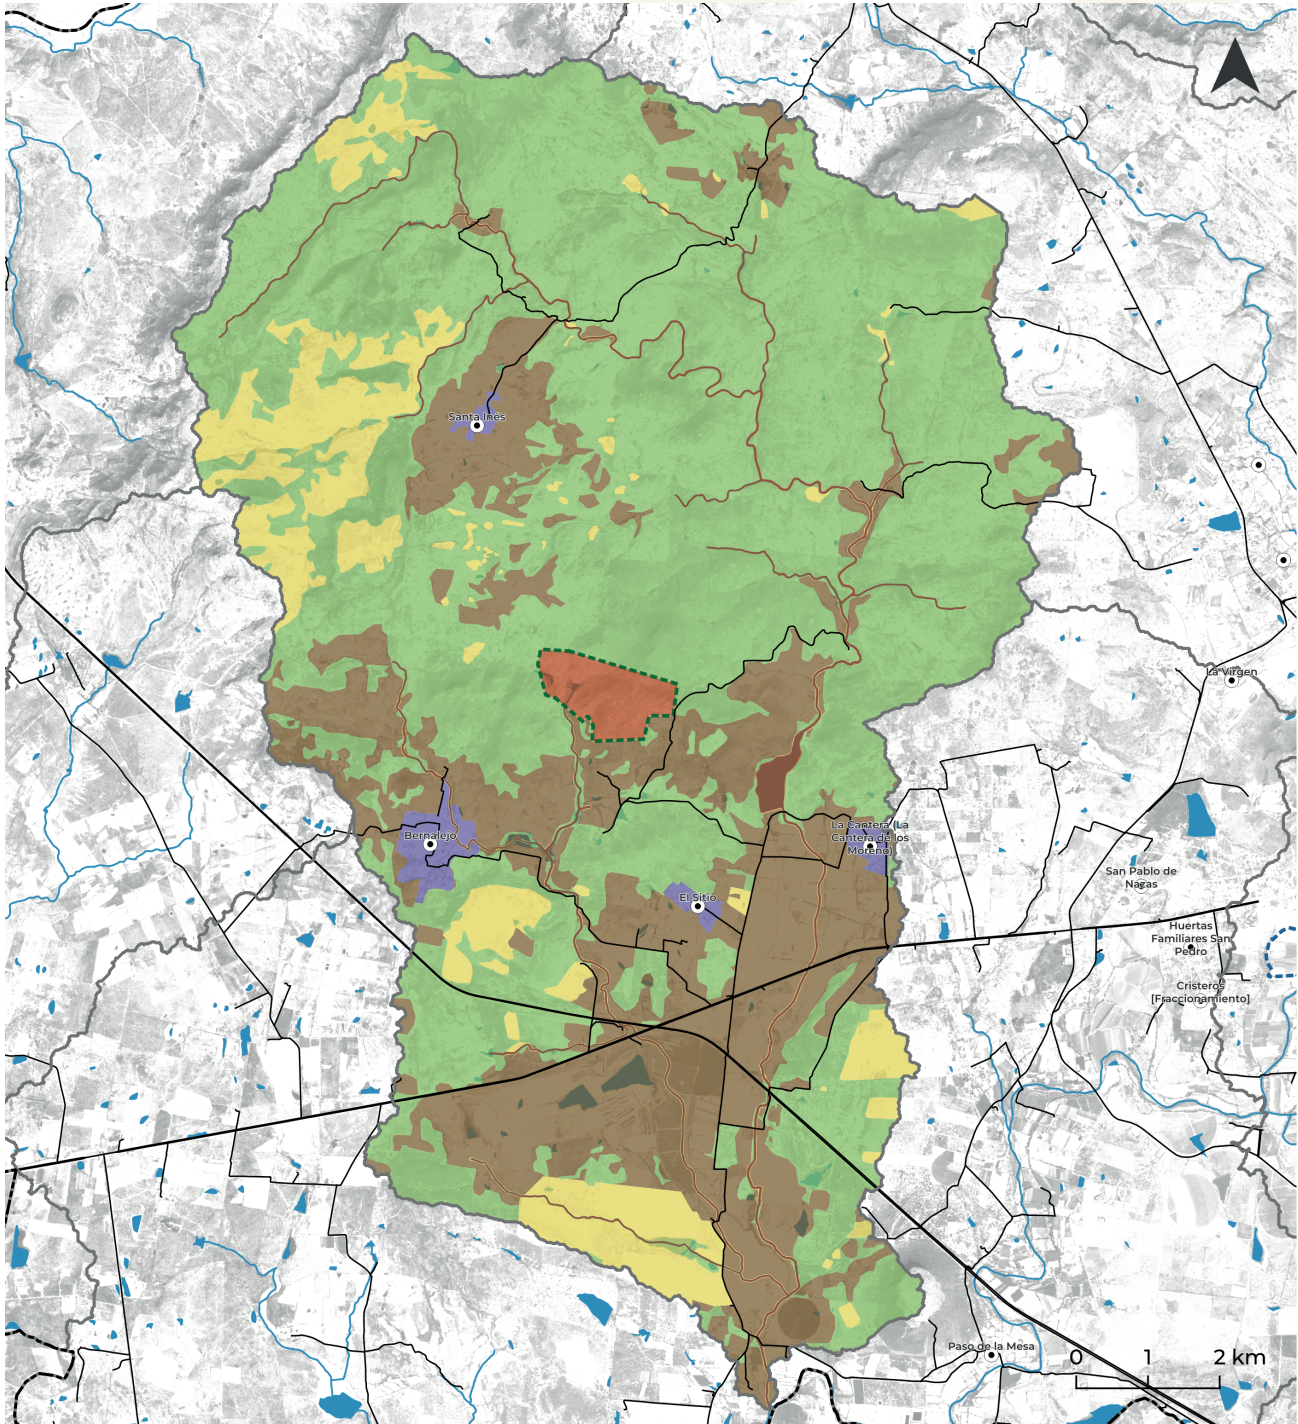 Santa Inés
La Virgen
Bernalejo
La Cantera (La
Cantera de los
Moreno)
San Pablo de
Nazas
El Sitio
Huertas
Familiares San
Pedro
Cristeros
[Fraccionamiento]
Paso de la Mesa
0 1 2 km